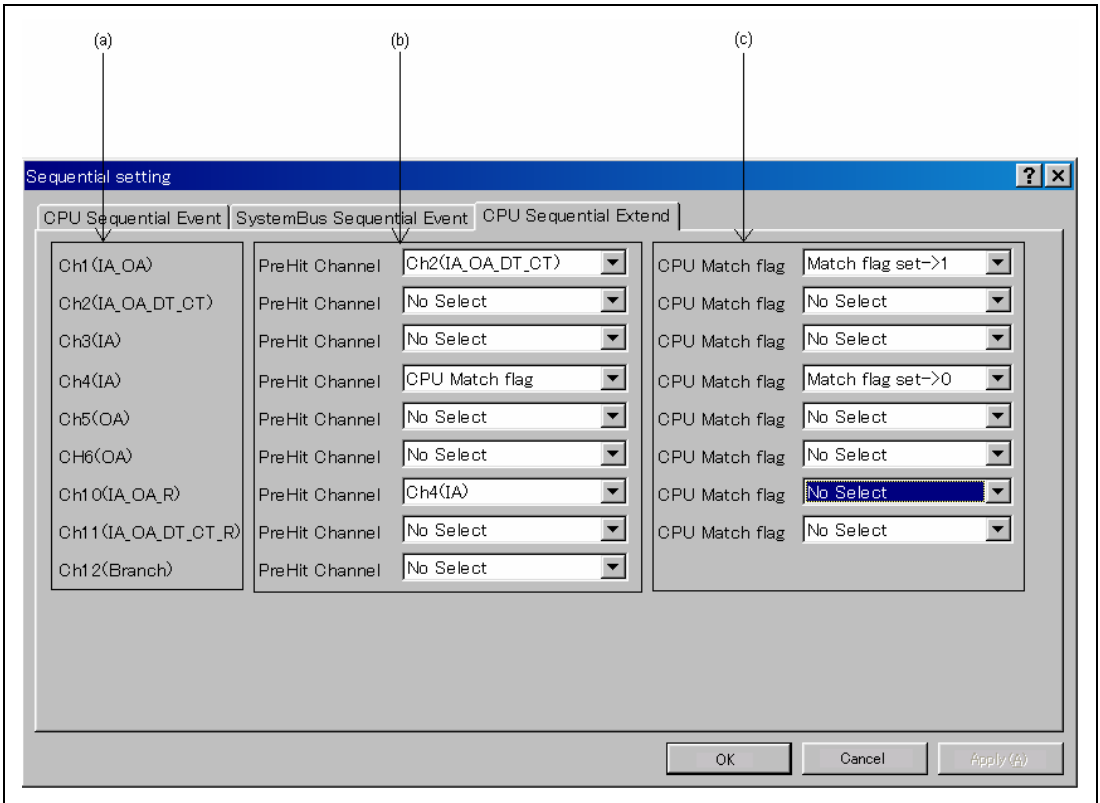 (a) (b) (c)
Sequential setting
CPU Sequential Event SystemBus Sequential Event CPU Sequential Extend
Ch1(IA_OA) PreHit Channel Ch2(IA_OA_DT_CT) CPU Match flag Match flag set->1
Ch2(IA_OA_DT_CT) PreHit Channel No Select CPU Match flag No Select
Ch3(IA) PreHit Channel No Select CPU Match flag No Select
Ch4(IA) PreHit Channel CPU Match flag CPU Match flag Match flag set->0
Ch5(OA) PreHit Channel No Select CPU Match flag No Select
CH6(OA) PreHit Channel No Select CPU Match flag No Select
Ch10(IA_OA_R) PreHit Channel Ch4(IA) CPU Match flag No Select
Ch11(IA_OA_DT_CT_R) PreHit Channel No Select CPU Match flag No Select
Ch12(Branch) PreHit Channel No Select
OK Cancel Apply(A)